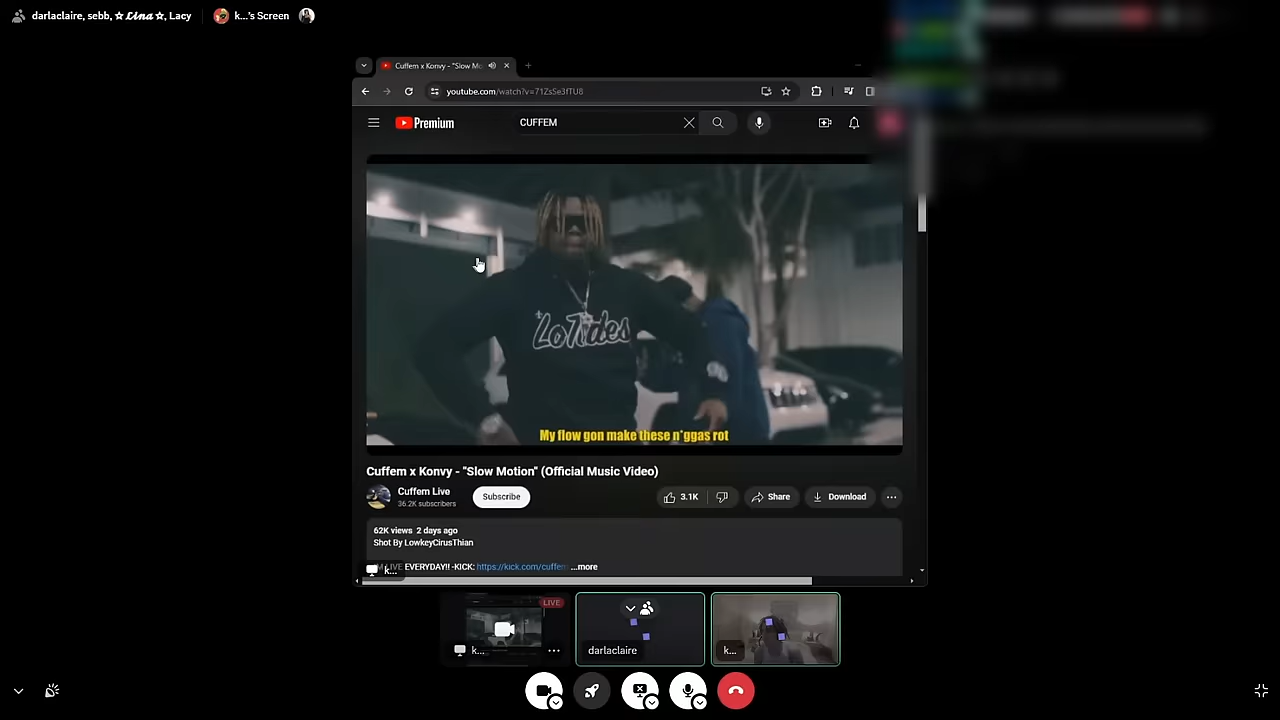 darlaclaire, sebb, ☆ 𝓛𝓲𝓷𝓪 ☆, Lacy
k...'s Screen
Cuffem x Konvy - "Slow Mo
youtube.com/watch?v=71ZsSe3fTU8
Premium
CUFFEM
LoTides
My flow gon make these n*ggas rot
Cuffem x Konvy - "Slow Motion" (Official Music Video)
Cuffem Live
36.2K subscribers
Subscribe
3.1K
Share
Download
62K views 2 days ago
Shot By LowkeyCirusThian
LIVE EVERYDAY!! -KICK: https://kick.com/cuffe ...more
k...
LIVE
k...
darlaclaire
k...